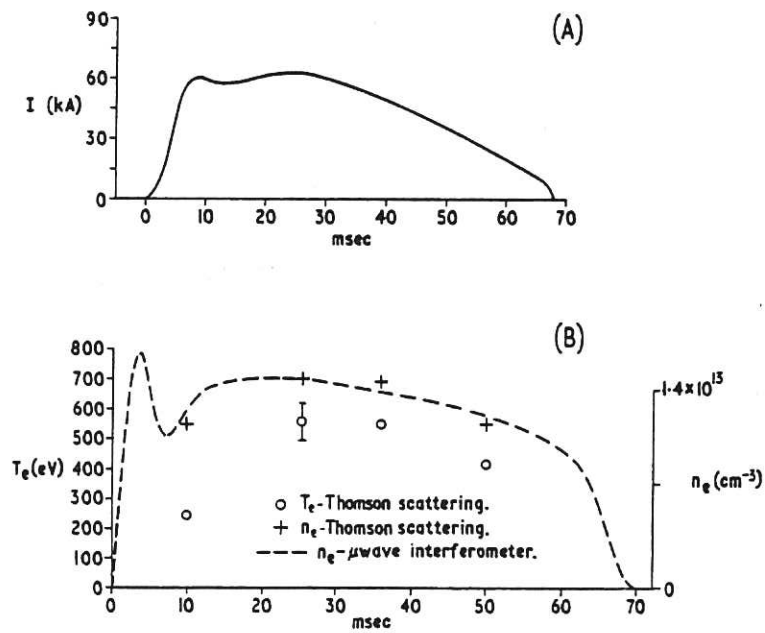 (A)
90
60
30
0
I (kA)
0 10 20 30 40 50 60 70
msec
(B)
800
700
600
500
400
300
200
100
0
Te(eV)
1.4×10¹³
0
ne(cm⁻³)
○ Te-Thomson scattering.
+ ne-Thomson scattering.
--- ne-μwave interferometer.
0 10 20 30 40 50 60 70
msec